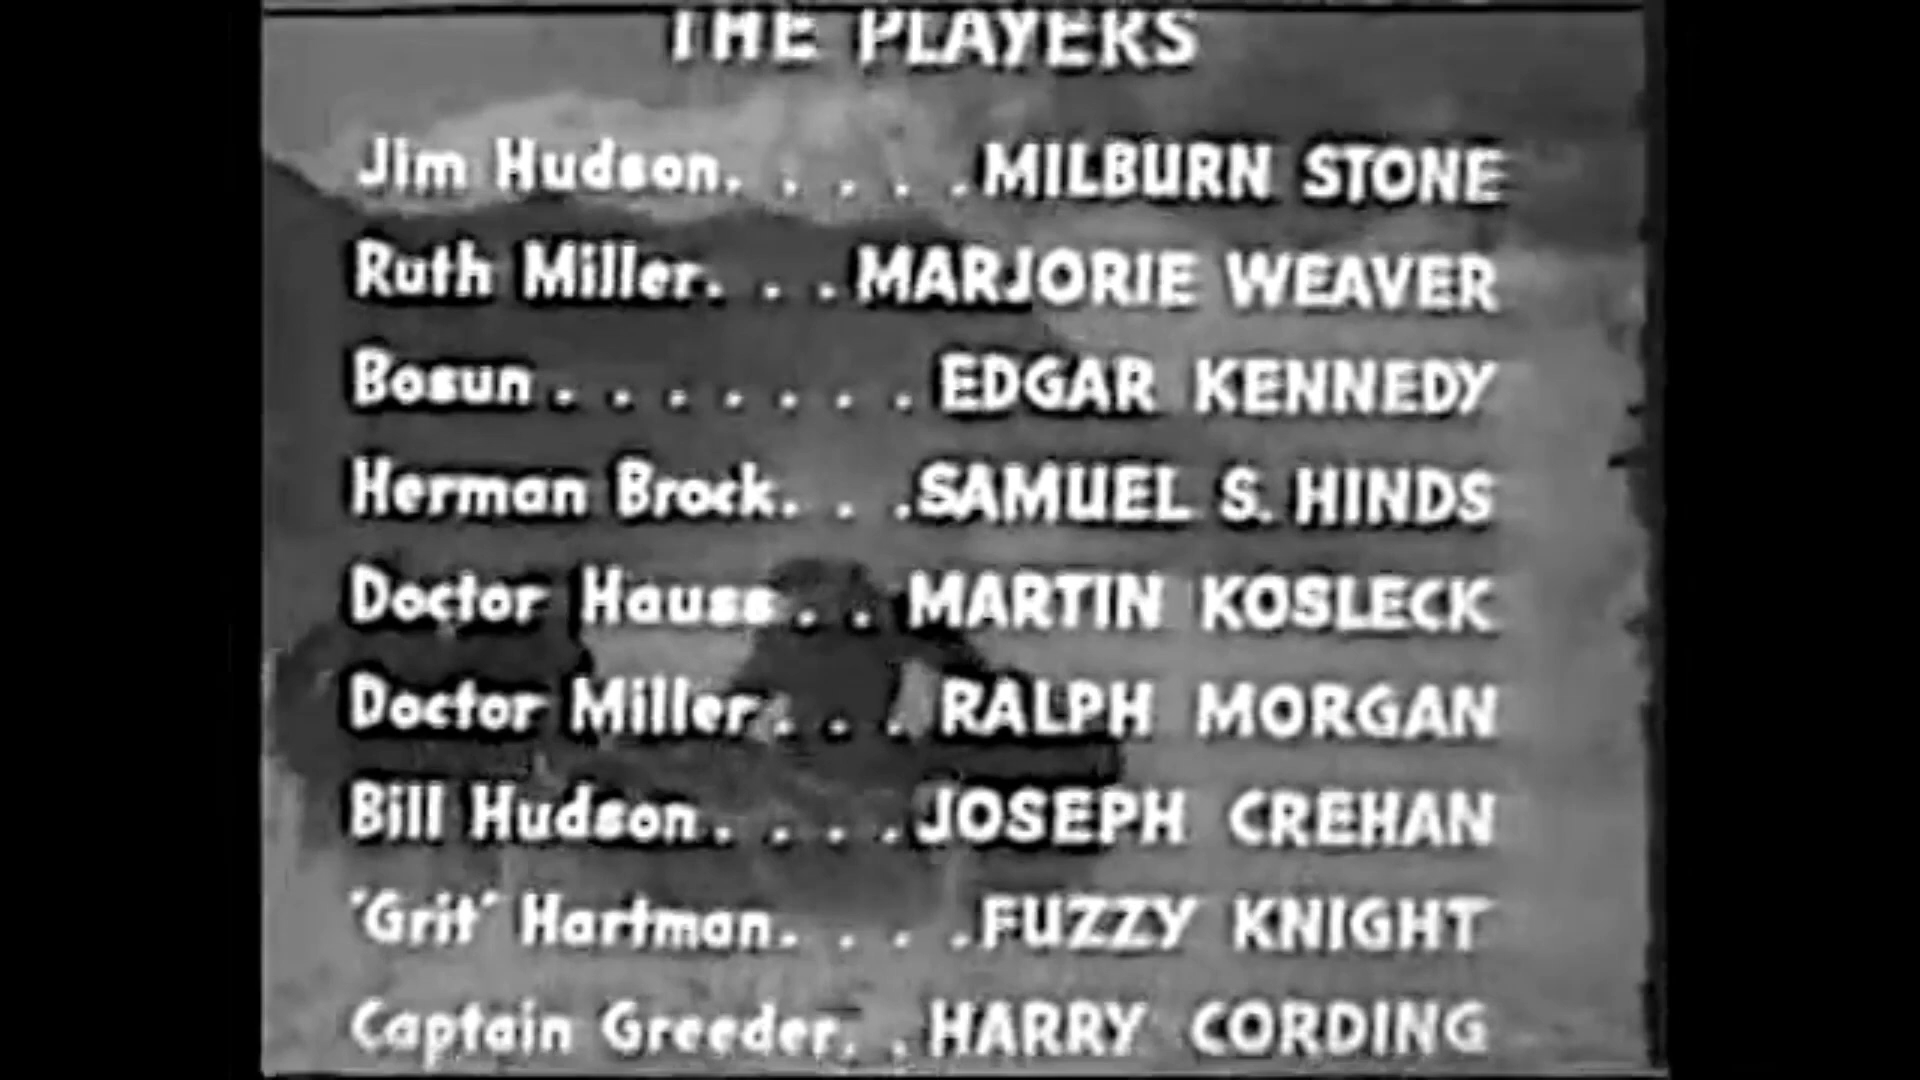 THE PLAYERS
Jim Hudson. . . . . MILBURN STONE
Ruth Miller. . . MARJORIE WEAVER
Bosun . . . . . . . EDGAR KENNEDY
Herman Brock. . . SAMUEL S. HINDS
Doctor Hauss . . MARTIN KOSLECK
Doctor Miller . . . RALPH MORGAN
Bill Hudson . . . . JOSEPH CREHAN
"Grit" Hartman. . . . FUZZY KNIGHT
Captain Greeder. . HARRY CORDING